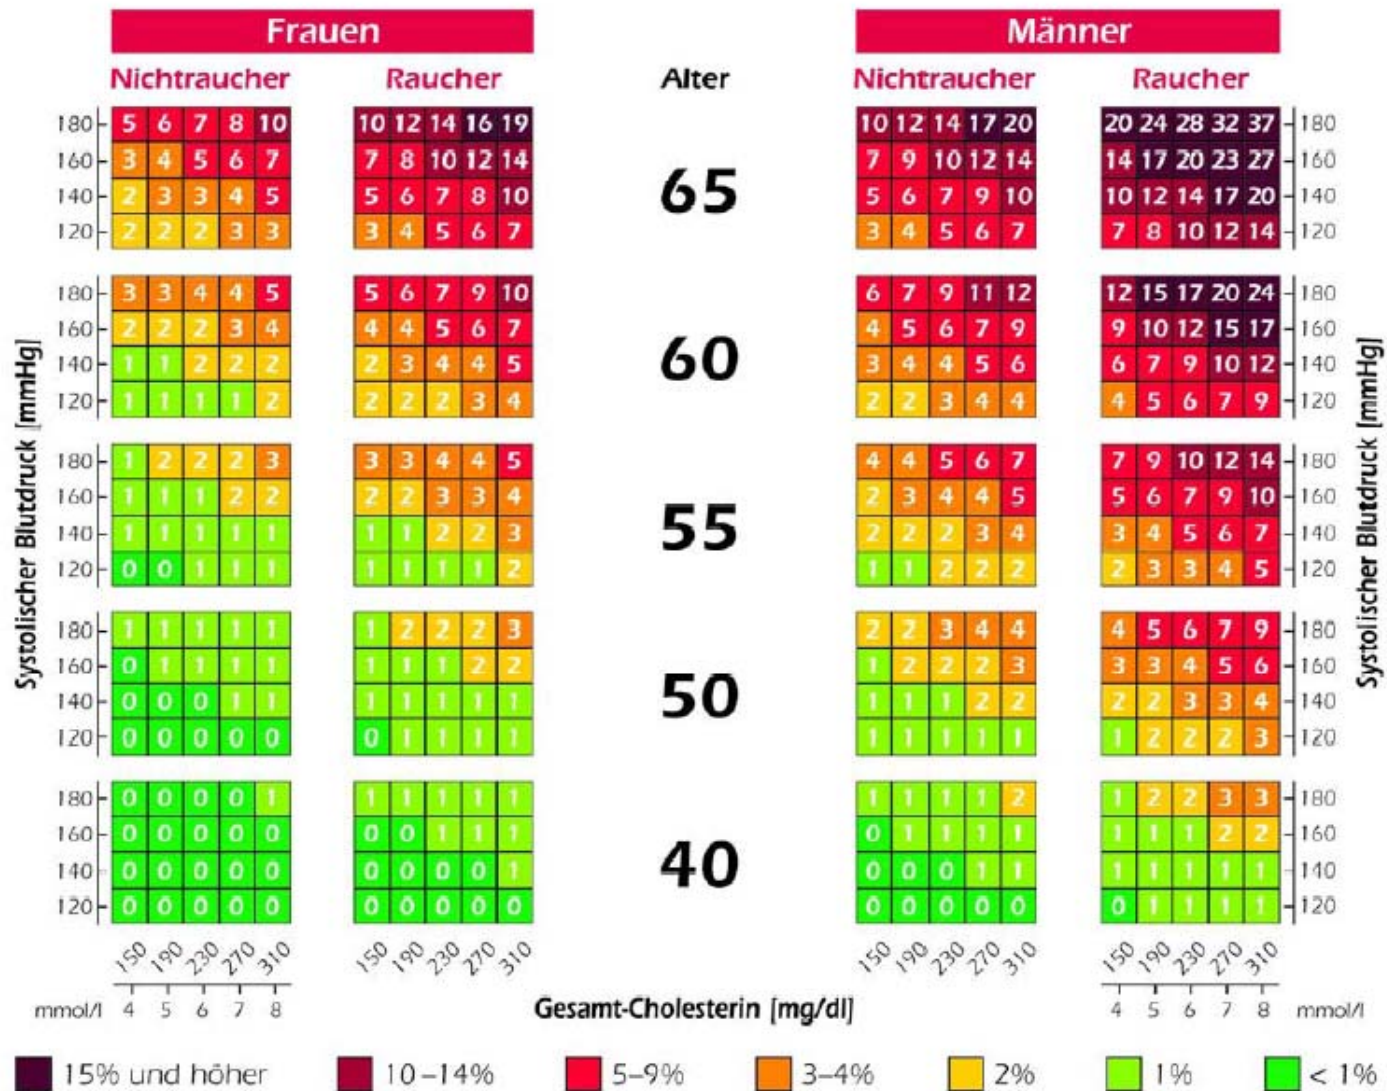 Frauen Männer
Nichtraucher Raucher Alter Nichtraucher Raucher
180 5 6 7 8 10 10 12 14 16 19 10 12 14 17 20 20 24 28 32 37 180
160 3 4 5 6 7 7 8 10 12 14 7 9 10 12 14 14 17 20 23 27 160
65
140 2 3 3 4 5 5 6 7 8 10 5 6 7 9 10 10 12 14 17 20 140
120 2 2 2 3 3 3 4 5 6 7 3 4 5 6 7 7 8 10 12 14 120
180 3 3 4 4 5 5 6 7 9 10 6 7 9 11 12 12 15 17 20 24 180
160 2 2 2 3 4 4 4 5 6 7 4 5 6 7 9 9 10 12 15 17 160
60
140 1 1 2 2 2 2 3 4 4 5 3 4 4 5 6 6 7 9 10 12 140
120 1 1 1 1 2 2 2 2 3 4 2 2 3 4 4 4 5 6 7 9 120
180 1 2 2 2 3 3 3 4 4 5 4 4 5 6 7 7 9 10 12 14 180
160 1 1 1 2 2 2 2 3 3 4 2 3 4 4 5 5 6 7 9 10 160
55
140 1 1 1 1 1 1 1 2 2 3 2 2 2 3 4 3 4 5 6 7 140
120 0 0 1 1 1 1 1 1 1 2 1 1 2 2 2 2 3 3 4 5 120
180 1 1 1 1 1 1 2 2 2 3 2 2 3 4 4 4 5 6 7 9 180
160 0 1 1 1 1 1 1 1 2 2 1 2 2 2 3 3 3 4 5 6 160
50
140 0 0 0 1 1 1 1 1 1 1 1 1 1 2 2 2 2 3 3 4 140
120 0 0 0 0 0 0 1 1 1 1 1 1 1 1 1 1 2 2 2 3 120
180 0 0 0 0 1 1 1 1 1 1 1 1 1 1 2 1 2 2 3 3 180
160 0 0 0 0 0 0 0 1 1 1 0 1 1 1 1 1 1 1 2 2 160
40
140 0 0 0 0 0 0 0 0 0 1 0 0 0 1 1 1 1 1 1 1 140
120 0 0 0 0 0 0 0 0 0 0 0 0 0 0 0 0 1 1 1 1 120
Systolischer Blutdruck [mmHg]
Systolischer Blutdruck [mmHg]
150 190 230 270 310 150 190 230 270 310 150 190 230 270 310 150 190 230 270 310
mmol/l 4 5 6 7 8 Gesamt-Cholesterin [mg/dl] 4 5 6 7 8 mmol/l
15% und höher 10–14% 5–9% 3–4% 2% 1% < 1%